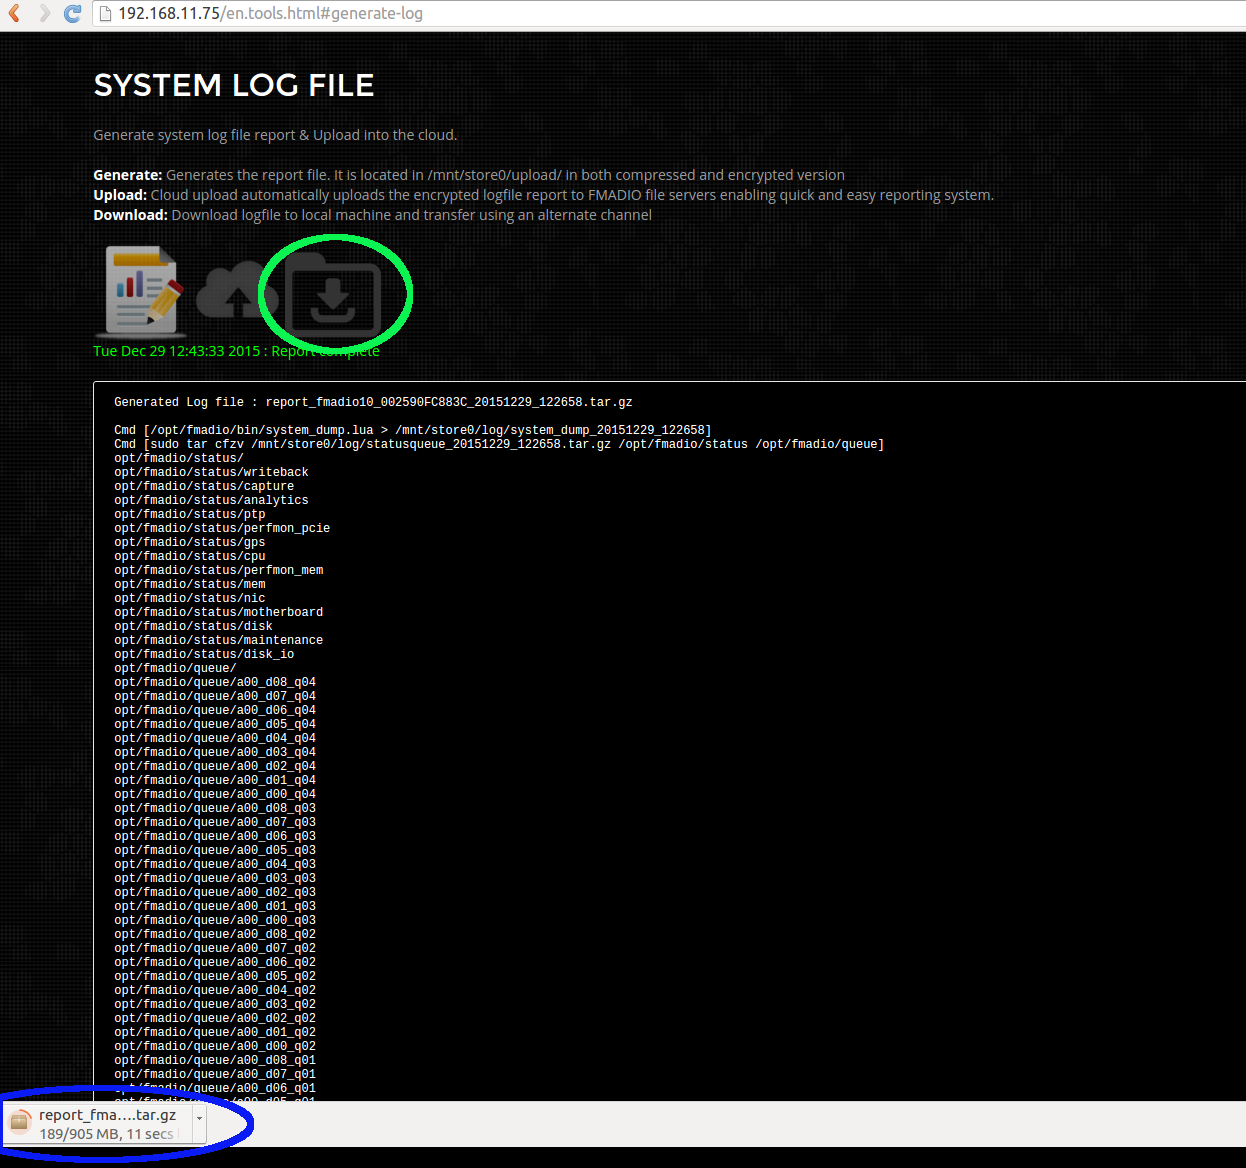 192.168.11.75/en.tools.html#generate-log
SYSTEM LOG FILE
Generate system log file report & Upload into the cloud.
Generate: Generates the report file. It is located in /mnt/store0/upload/ in both compressed and encrypted version
Upload: Cloud upload automatically uploads the encrypted logfile report to FMADIO file servers enabling quick and easy reporting system.
Download: Download logfile to local machine and transfer using an alternate channel
Tue Dec 29 12:43:33 2015 : Report complete
Generated Log file : report_fmadio10_002590FC883C_20151229_122658.tar.gz
Cmd [/opt/fmadio/bin/system_dump.lua > /mnt/store0/log/system_dump_20151229_122658]
Cmd [sudo tar cfzv /mnt/store0/log/statusqueue_20151229_122658.tar.gz /opt/fmadio/status /opt/fmadio/queue]
opt/fmadio/status/
opt/fmadio/status/writeback
opt/fmadio/status/capture
opt/fmadio/status/analytics
opt/fmadio/status/ptp
opt/fmadio/status/perfmon_pcie
opt/fmadio/status/gps
opt/fmadio/status/cpu
opt/fmadio/status/perfmon_mem
opt/fmadio/status/mem
opt/fmadio/status/nic
opt/fmadio/status/motherboard
opt/fmadio/status/disk
opt/fmadio/status/maintenance
opt/fmadio/status/disk_io
opt/fmadio/queue/
opt/fmadio/queue/a00_d08_q04
opt/fmadio/queue/a00_d07_q04
opt/fmadio/queue/a00_d06_q04
opt/fmadio/queue/a00_d05_q04
opt/fmadio/queue/a00_d04_q04
opt/fmadio/queue/a00_d03_q04
opt/fmadio/queue/a00_d02_q04
opt/fmadio/queue/a00_d01_q04
opt/fmadio/queue/a00_d00_q04
opt/fmadio/queue/a00_d08_q03
opt/fmadio/queue/a00_d07_q03
opt/fmadio/queue/a00_d06_q03
opt/fmadio/queue/a00_d05_q03
opt/fmadio/queue/a00_d04_q03
opt/fmadio/queue/a00_d03_q03
opt/fmadio/queue/a00_d02_q03
opt/fmadio/queue/a00_d01_q03
opt/fmadio/queue/a00_d00_q03
opt/fmadio/queue/a00_d08_q02
opt/fmadio/queue/a00_d07_q02
opt/fmadio/queue/a00_d06_q02
opt/fmadio/queue/a00_d05_q02
opt/fmadio/queue/a00_d04_q02
opt/fmadio/queue/a00_d03_q02
opt/fmadio/queue/a00_d02_q02
opt/fmadio/queue/a00_d01_q02
opt/fmadio/queue/a00_d00_q02
opt/fmadio/queue/a00_d08_q01
opt/fmadio/queue/a00_d07_q01
opt/fmadio/queue/a00_d06_q01
report_fma....tar.gz
189/905 MB, 11 secs